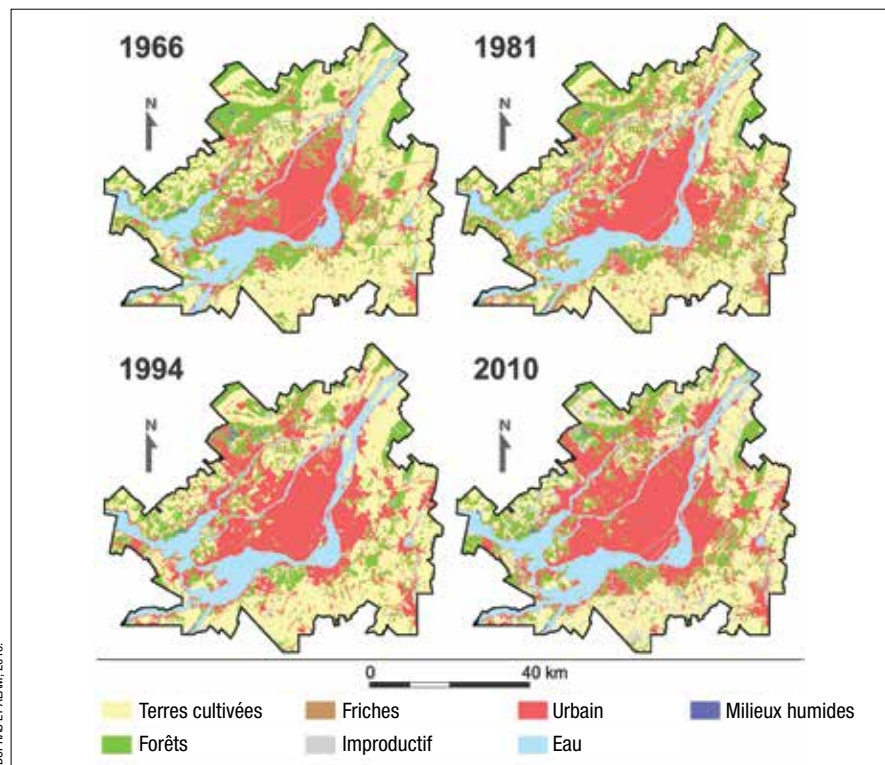 1966
1981
N
N
1994
2010
N
N
0 40 km
Terres cultivées Friches Urbain Milieux humides
Forêts Improductif Eau